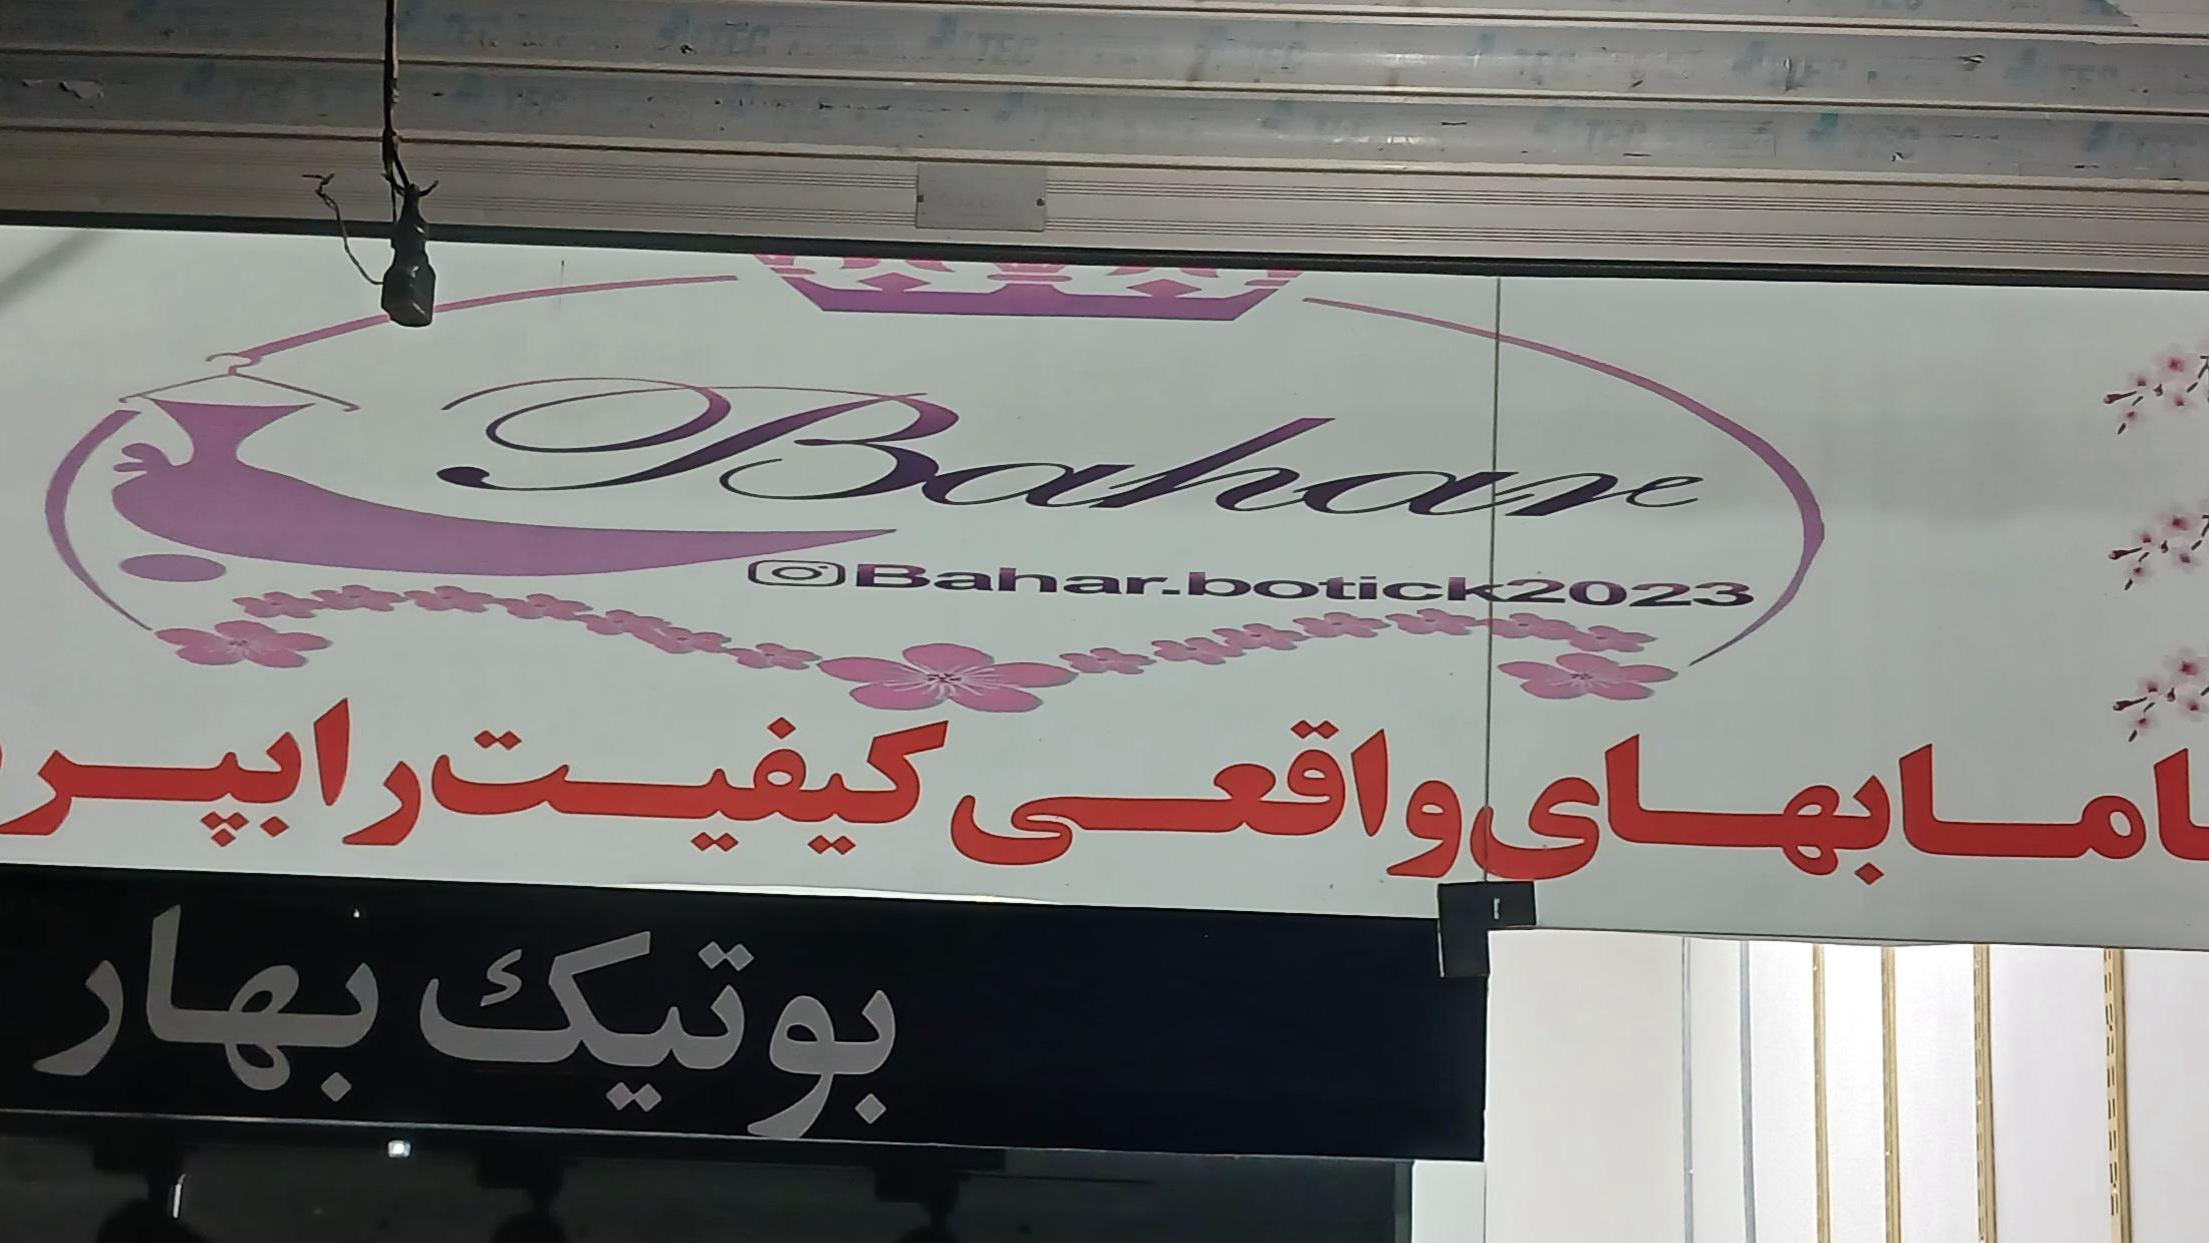 Bahar
Bahar.botick2023
ما بهای واقعی کیفیت را
بوتیک بهار